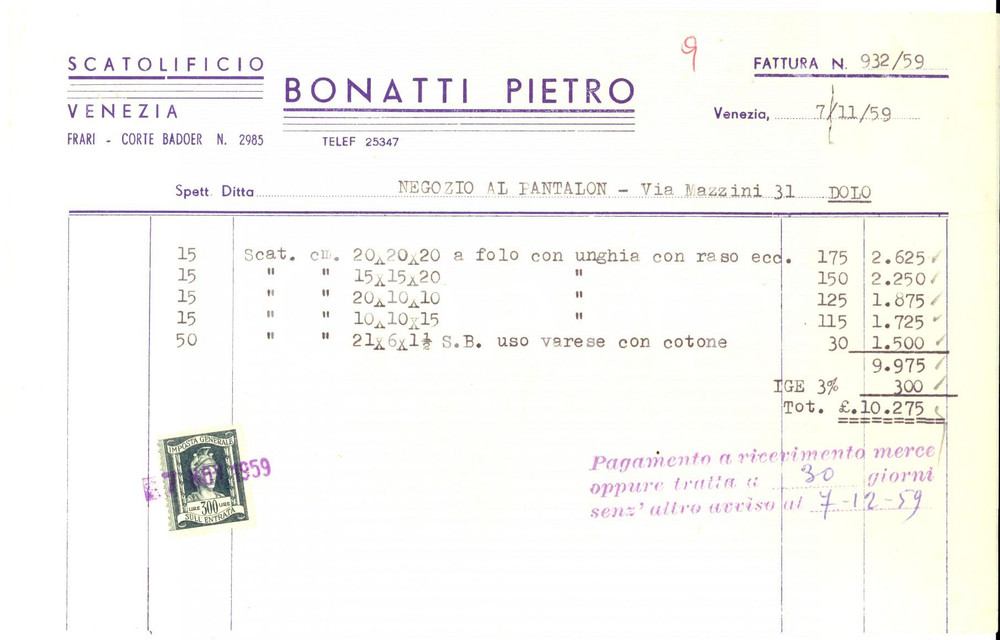 9
SCATOLIFICIO
VENEZIA
FRARI - CORTE BADOER N. 2985
BONATTI PIETRO
TELEF 25347
FATTURA N. 932/59
Venezia, 7/11/59
Spett. Ditta NEGOZIO AL PANTALON - Via Mazzini 31 DOLO
15 Scat. cm. 20x20x20 a folo con unghia con raso ecc. 175 2.625
15 " " 15x15x20 " 150 2.250
15 " " 20x10x10 " 125 1.875
15 " " 10x10x15 " 115 1.725
50 " " 21x6x1½ S.B. uso varese con cotone 30 1.500
9.975
IGE 3% 300
Tot. £.10.275
IMPOSTA GENERALE
LIRE 300 LIRE
SULL'ENTRATA
7 NOV 1959
Pagamento a ricevimento merce
oppure tratta a 30 giorni
senz'altro avviso al 7-12-59